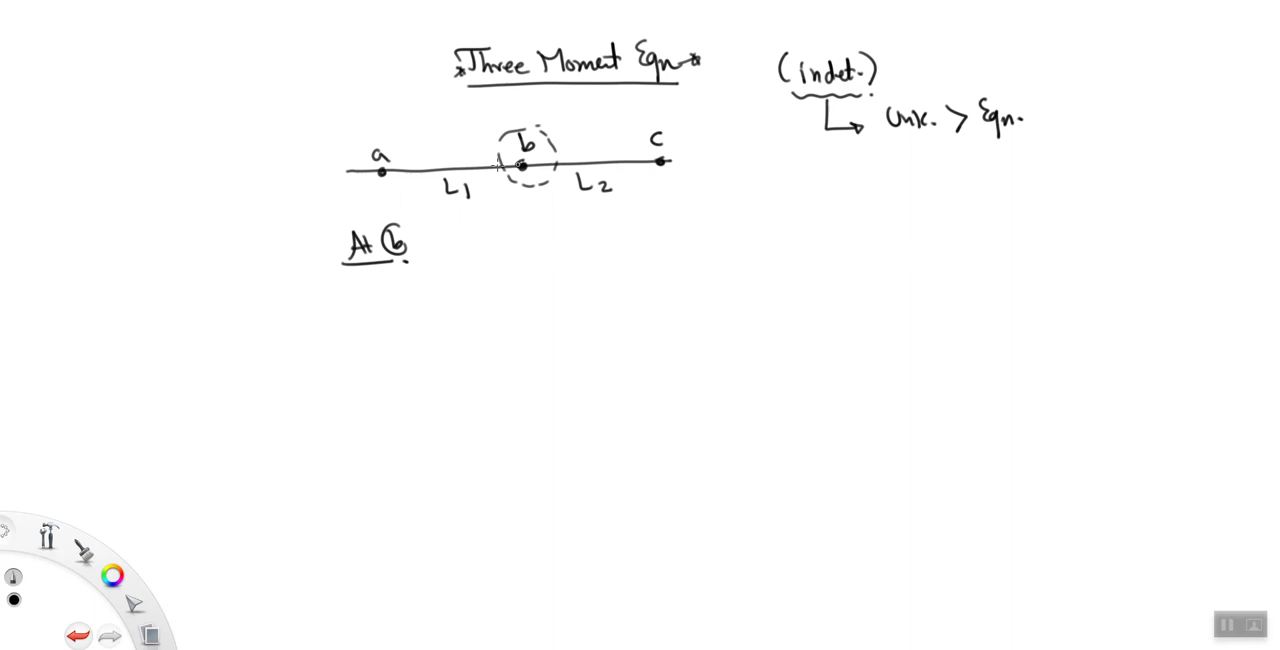 *Three Moment Eqn*
(indet.)
Unk. > Eqn.
a b c
L1 L2
At b